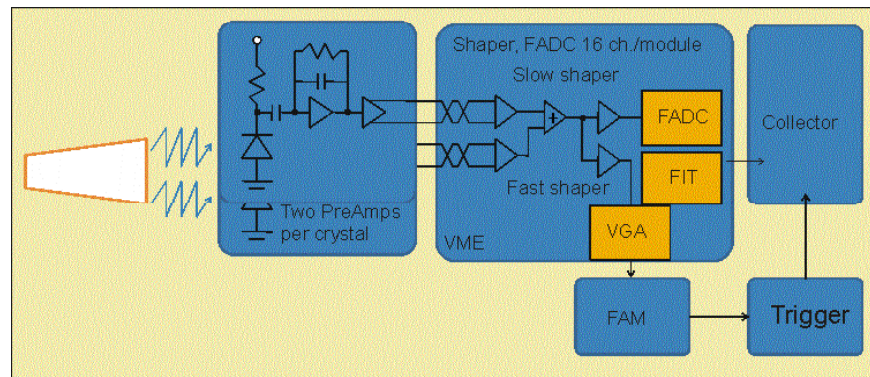 Shaper, FADC 16 ch./module
Slow shaper
FADC
Collector
FIT
Fast shaper
Two PreAmps
per crystal
VGA
VME
FAM
Trigger
+